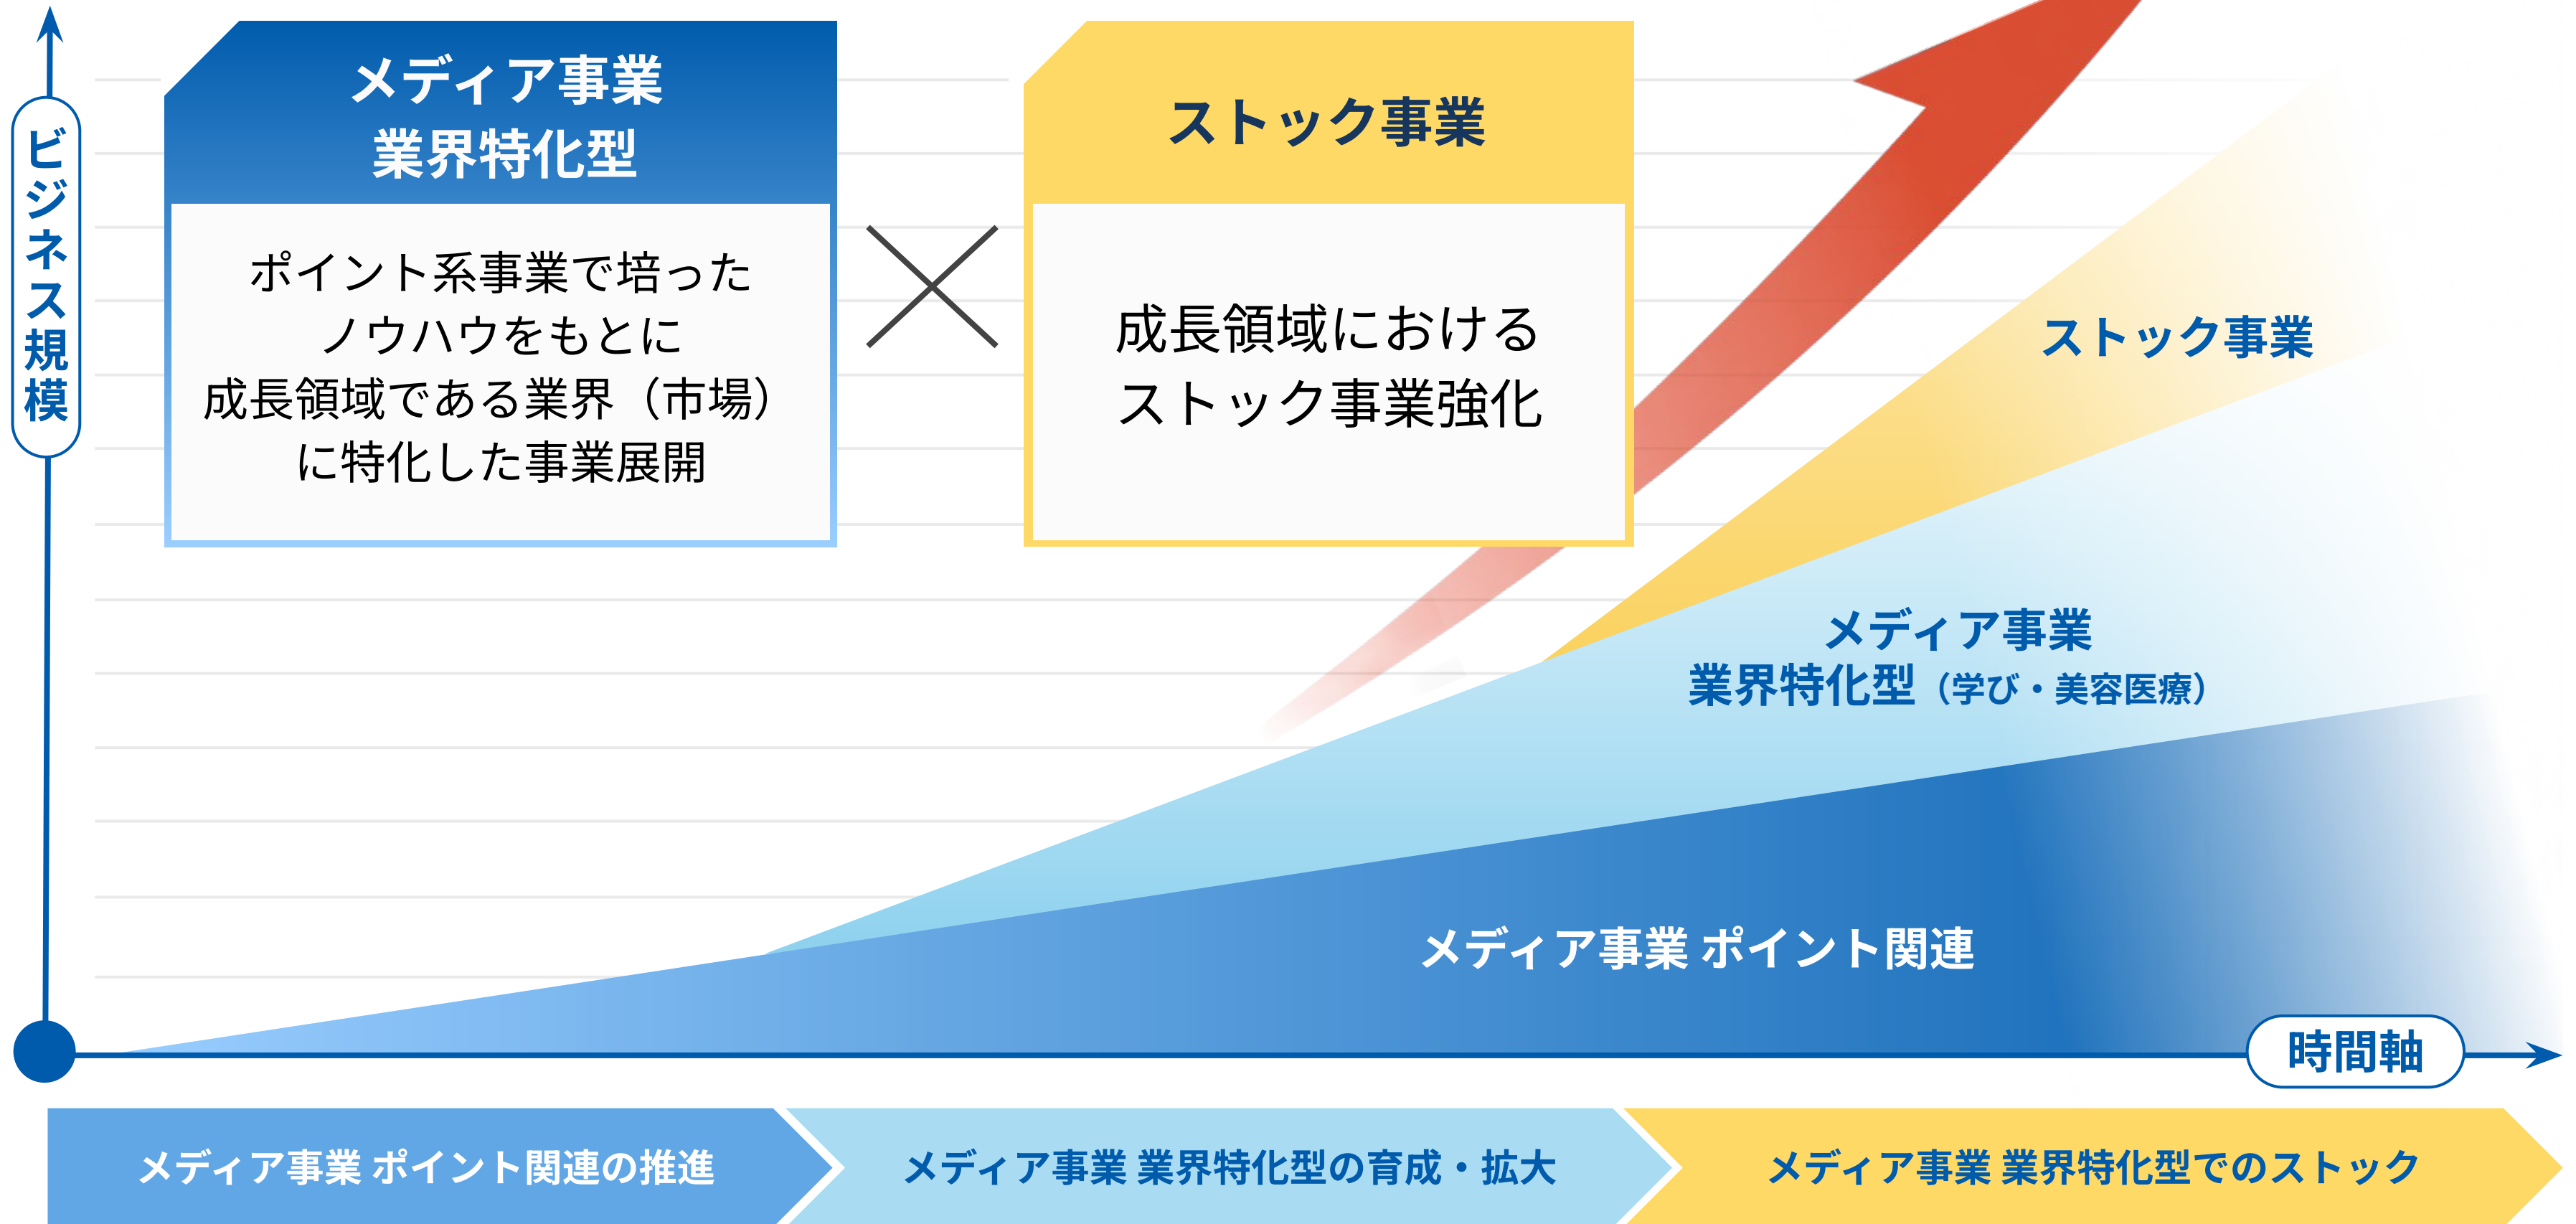 ビジネス規模
メディア事業
業界特化型
ポイント系事業で培った
ノウハウをもとに
成長領域である業界（市場）
に特化した事業展開
ストック事業
成長領域における
ストック事業強化
ストック事業
メディア事業
業界特化型（学び・美容医療）
メディア事業 ポイント関連
時間軸
メディア事業 ポイント関連の推進
メディア事業 業界特化型の育成・拡大
メディア事業 業界特化型でのストック